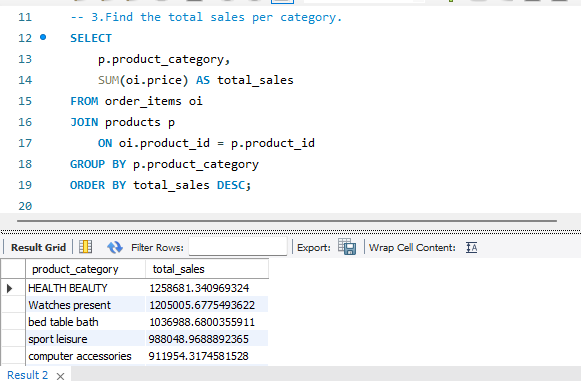 11 -- 3.Find the total sales per category.
12 SELECT
13 p.product_category,
14 SUM(oi.price) AS total_sales
15 FROM order_items oi
16 JOIN products p
17 ON oi.product_id = p.product_id
18 GROUP BY p.product_category
19 ORDER BY total_sales DESC;
20
Result Grid Filter Rows: Export: Wrap Cell Content: IA
product_category total_sales
HEALTH BEAUTY 1258681.340969324
Watches present 1205005.6775493622
bed table bath 1036988.6800355911
sport leisure 988048.9688892365
computer accessories 911954.3174581528
Result 2 ×